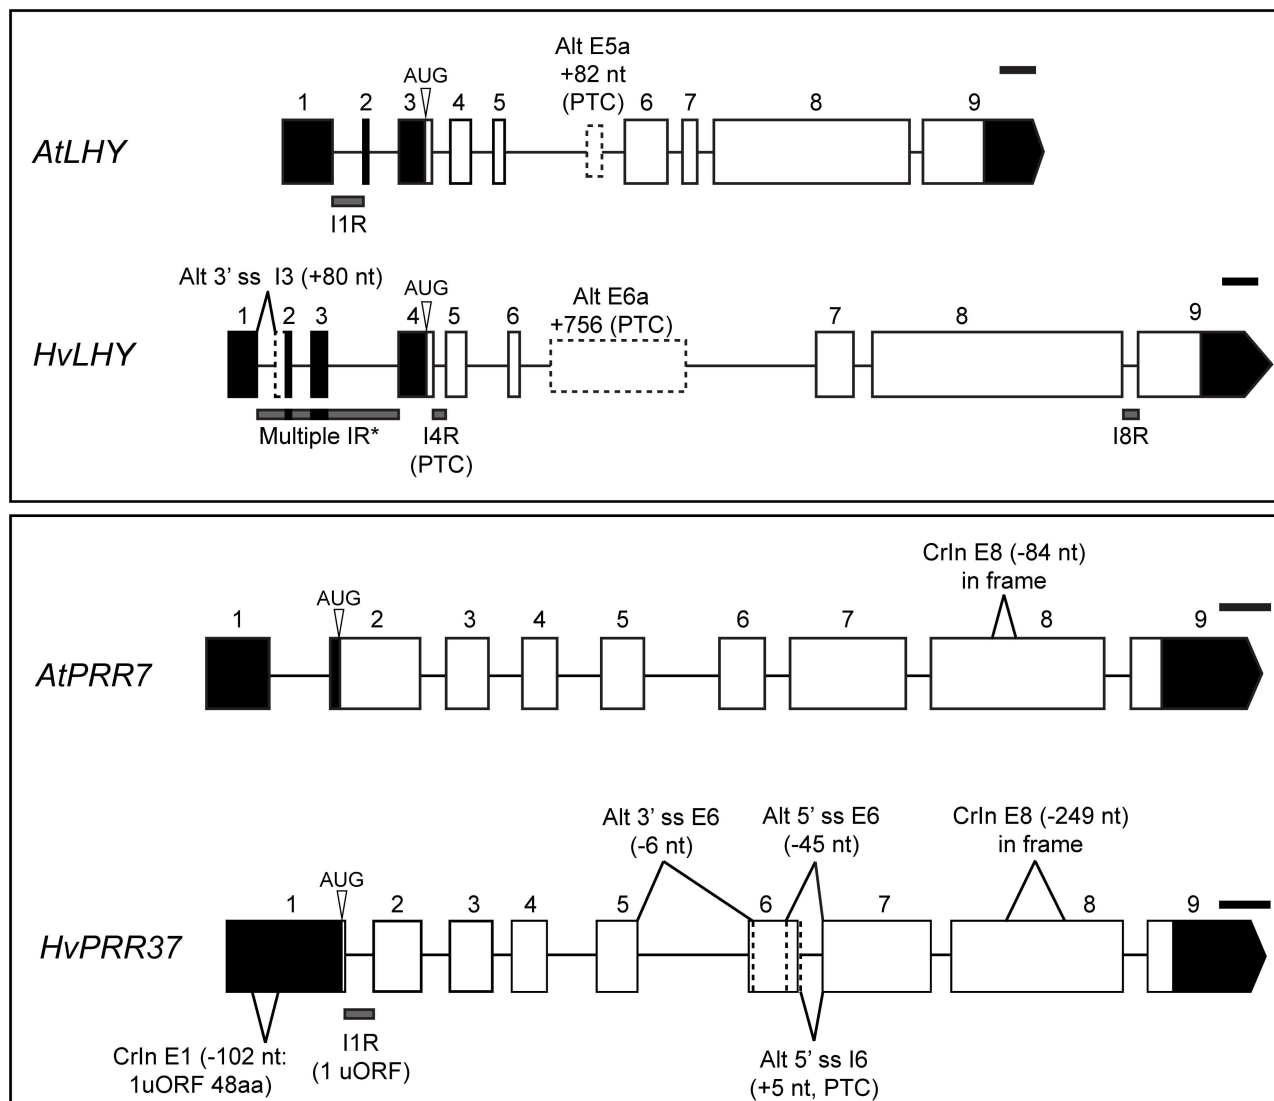 Alt E5a
+82 nt
(PTC)
AUG
1 2 3 4 5 6 7 8 9
AtLHY
I1R
Alt 3’ ss I3 (+80 nt)
AUG
Alt E6a
+756 (PTC)
1 2 3 4 5 6 7 8 9
HvLHY
Multiple IR* I4R I8R
(PTC)
CrIn E8 (-84 nt)
in frame
AUG
1 2 3 4 5 6 7 8 9
AtPRR7
Alt 3’ ss E6 Alt 5’ ss E6 CrIn E8 (-249 nt)
(-6 nt) (-45 nt) in frame
AUG
1 2 3 4 5 6 7 8 9
HvPRR37
CrIn E1 (-102 nt:
1uORF 48aa)
I1R
(1 uORF)
Alt 5’ ss I6
(+5 nt, PTC)